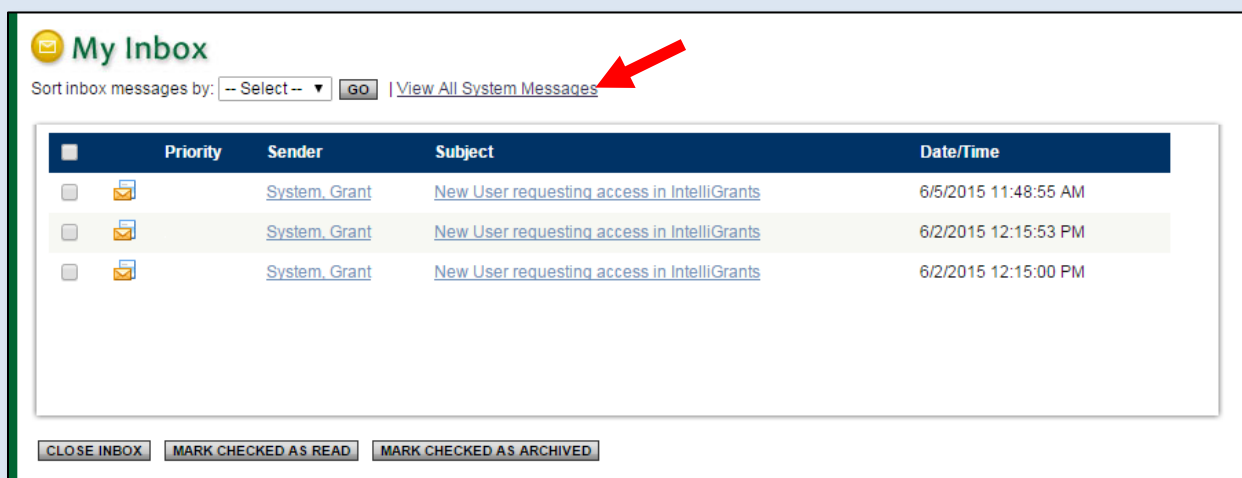 My Inbox
Sort inbox messages by: -- Select -- GO | View All System Messages
Priority Sender Subject Date/Time
System, Grant New User requesting access in IntelliGrants 6/5/2015 11:48:55 AM
System, Grant New User requesting access in IntelliGrants 6/2/2015 12:15:53 PM
System, Grant New User requesting access in IntelliGrants 6/2/2015 12:15:00 PM
CLOSE INBOX MARK CHECKED AS READ MARK CHECKED AS ARCHIVED